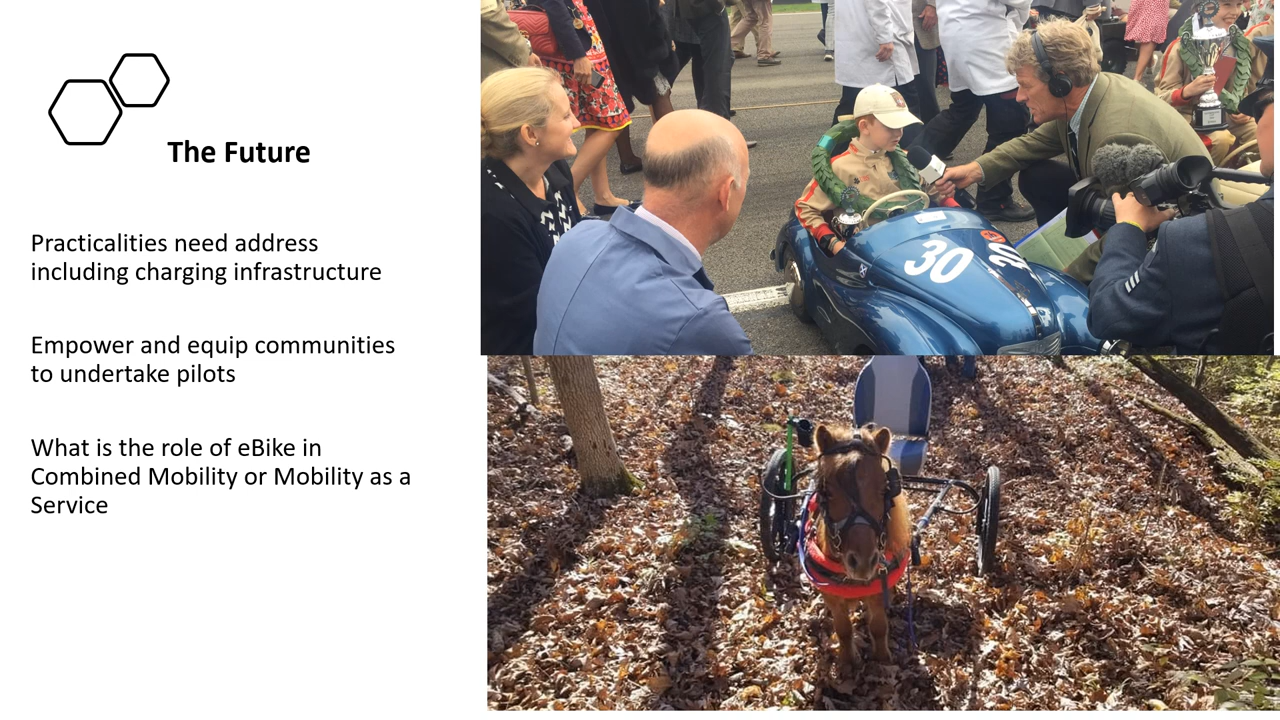 The Future
Practicalities need address
including charging infrastructure
Empower and equip communities
to undertake pilots
What is the role of eBike in
Combined Mobility or Mobility as a
Service
30
30